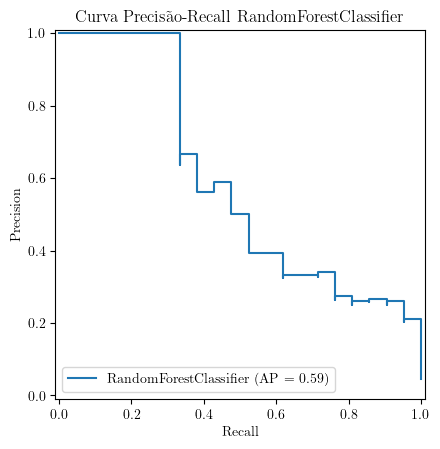 Curva Precisão-Recall RandomForestClassifier
1.0
0.8
0.6
0.4
0.2
0.0
Precision
RandomForestClassifier (AP = 0.59)
0.0 0.2 0.4 0.6 0.8 1.0
Recall